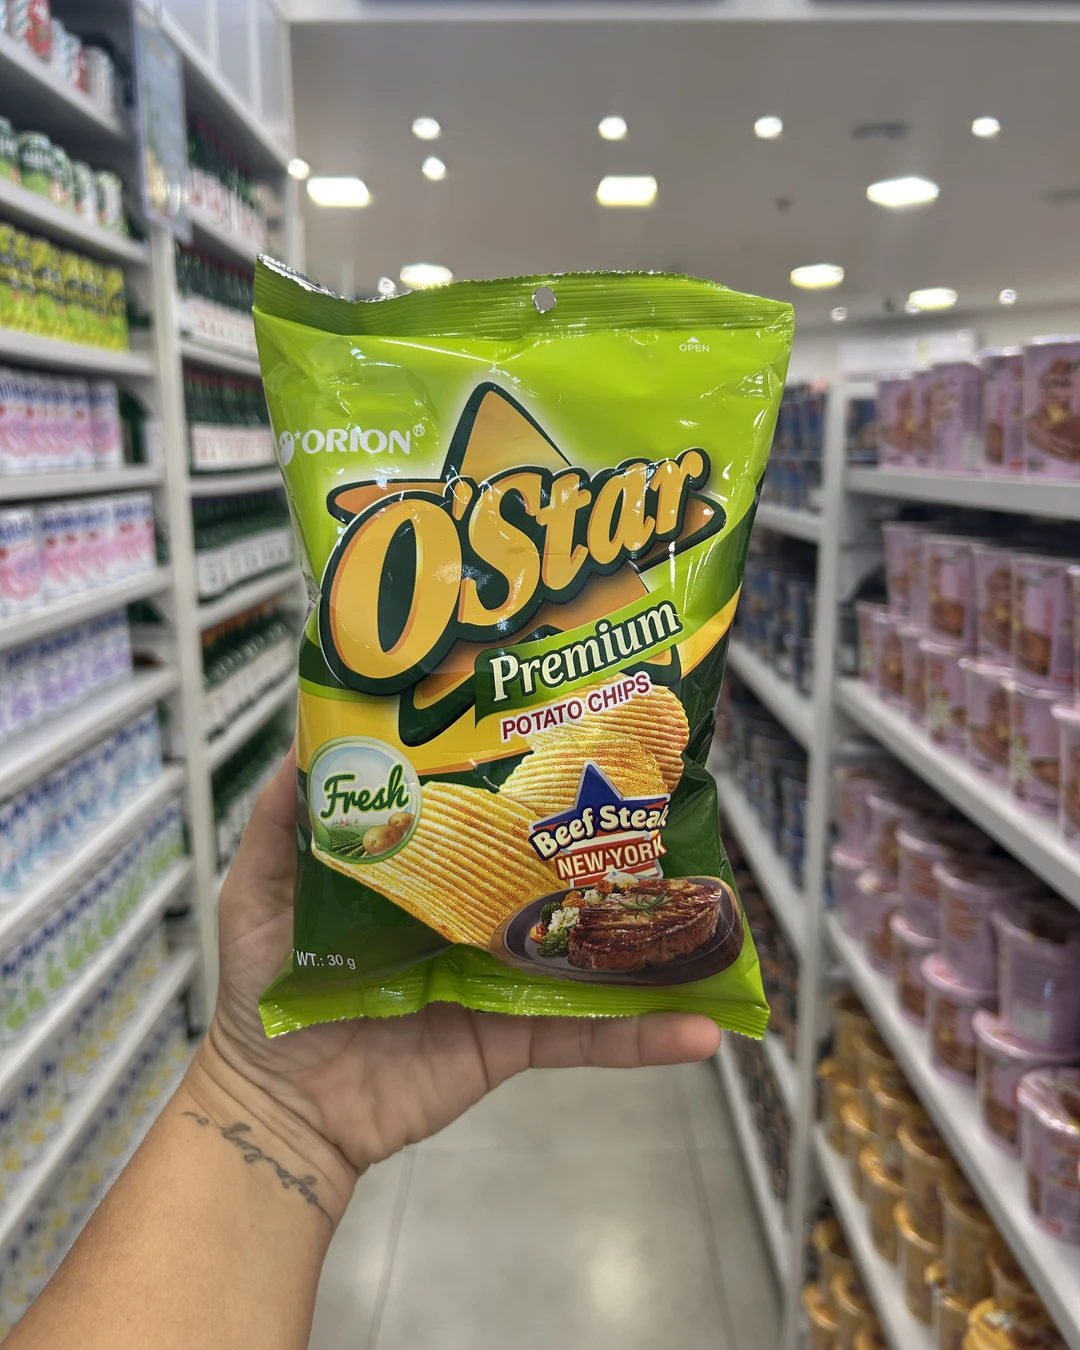 OPEN
ORION®
O'Star
Premium
POTATO CHIPS
Fresh
Beef Steak
NEW YORK
WT.: 30 g